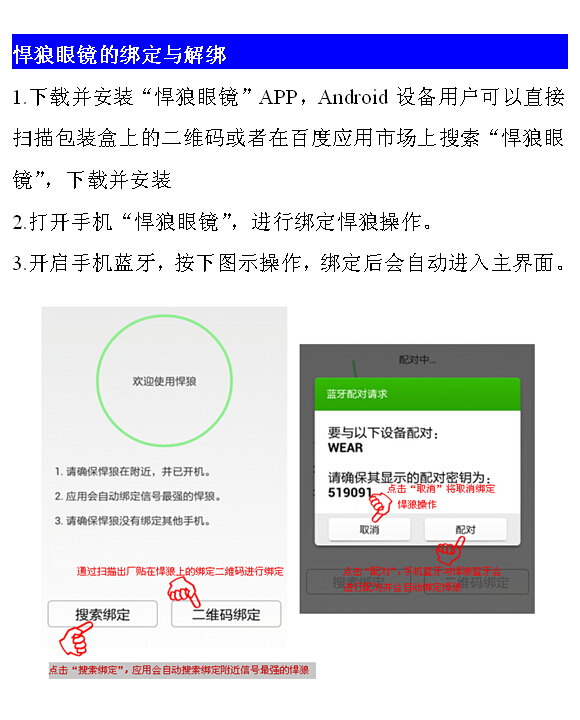 悍狼眼镜的绑定与解绑
1.下载并安装“悍狼眼镜”APP，Android 设备用户可以直接
扫描包装盒上的二维码或者在百度应用市场上搜索“悍狼眼
镜”，下载并安装
2.打开手机“悍狼眼镜”，进行绑定悍狼操作。
3.开启手机蓝牙，按下图示操作，绑定后会自动进入主界面。
欢迎使用悍狼
1. 请确保悍狼在附近，并已开机。
2. 应用会自动绑定信号最强的悍狼。
3. 请确保悍狼没有绑定其他手机。
通过扫描出厂贴在悍狼上的绑定二维码进行绑定
搜索绑定
二维码绑定
点击“搜索绑定”，应用会自动搜索绑定附近信号最强的悍狼
配对中...
蓝牙配对请求
要与以下设备配对：
WEAR
请确保其显示的配对密钥为：
519091
点击“取消”将取消绑定
悍狼操作
取消
配对
点击“配对”，手机蓝牙
进行配对并会自动绑定悍狼
搜索绑定
二维码绑定